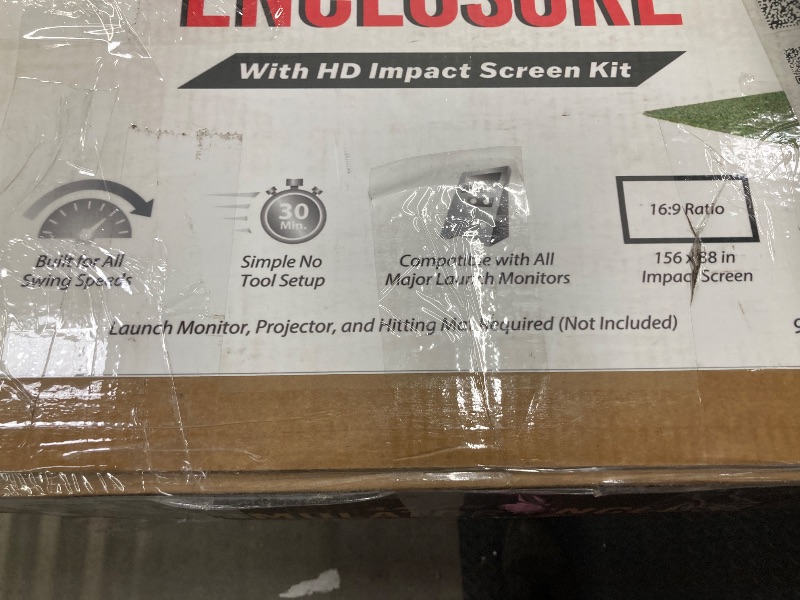 ENCLOSURE
With HD Impact Screen Kit
30
Min.
16:9 Ratio
Built for All
Swing Speeds
Simple No
Tool Setup
Compatible with All
Major Launch Monitors
156 x 88 in
Impact Screen
Launch Monitor, Projector, and Hitting Mat Required (Not Included)